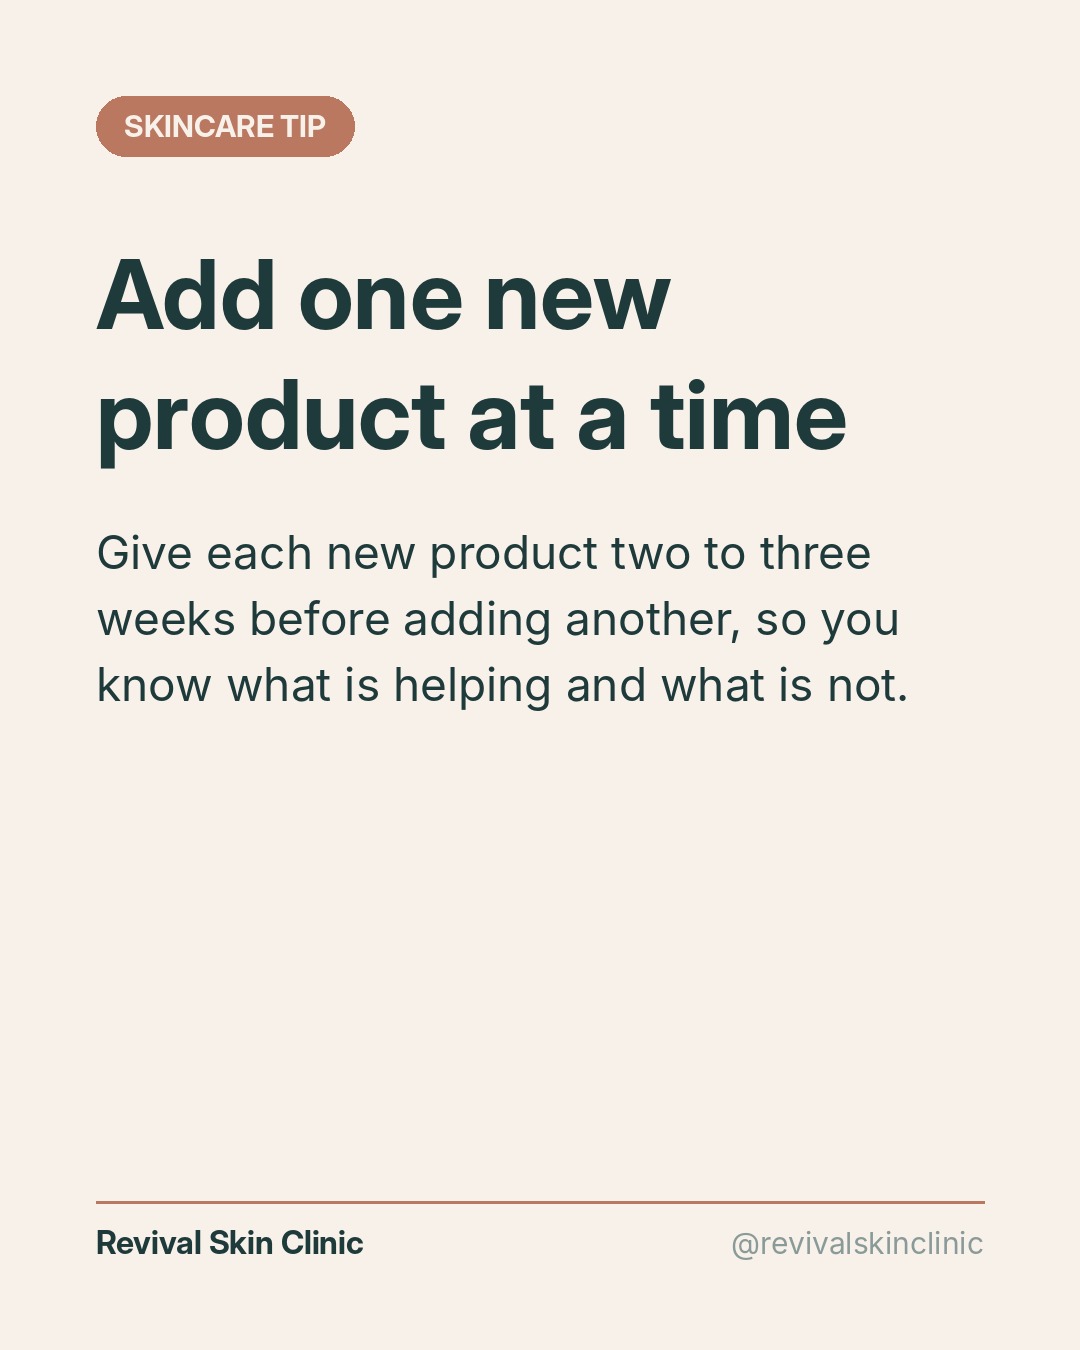 SKINCARE TIP
Add one new
product at a time
Give each new product two to three
weeks before adding another, so you
know what is helping and what is not.
Revival Skin Clinic
@revivalskinclinic